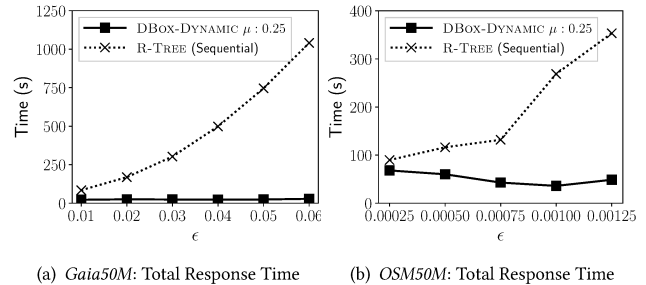 DBOX-DYNAMIC μ : 0.25
R-TREE (Sequential)
Time (s)
1250
1000
750
500
250
0
0.01 0.02 0.03 0.04 0.05 0.06
ϵ
(a) Gaia50M: Total Response Time
DBOX-DYNAMIC μ : 0.25
R-TREE (Sequential)
Time (s)
400
300
200
100
0
0.00025 0.00050 0.00075 0.00100 0.00125
ϵ
(b) OSM50M: Total Response Time